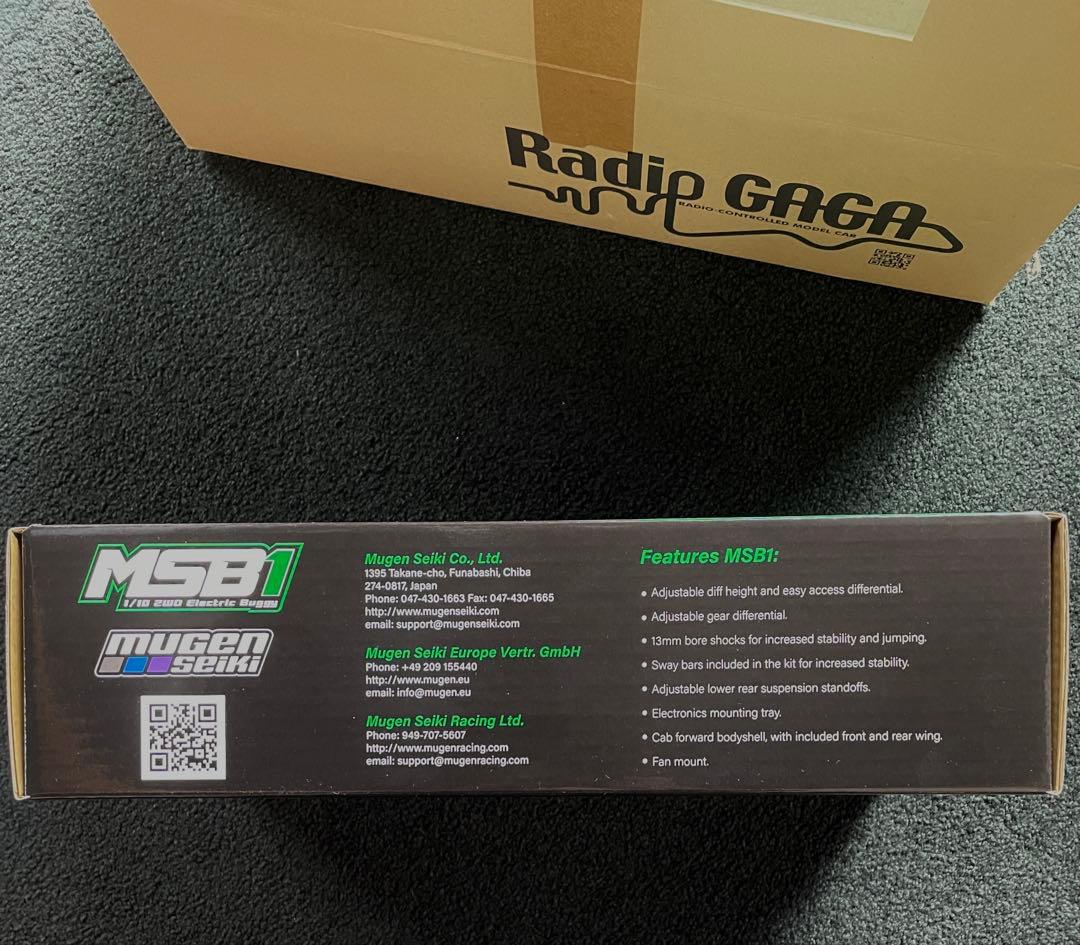 Radio GAGA
RADIO-CONTROLLED MODEL CAR
MSB1
1/10 2WD Electric Buggy
mugen
seiki
Mugen Seiki Co., Ltd.
1395 Takane-cho, Funabashi, Chiba
274-0817, Japan
Phone: 047-430-1663 Fax: 047-430-1665
http://www.mugenseiki.com
email: support@mugenseiki.com
Mugen Seiki Europe Vertr. GmbH
Phone: +49 209 155440
http://www.mugen.eu
email: info@mugen.eu
Mugen Seiki Racing Ltd.
Phone: 949-707-5607
http://www.mugenracing.com
email: support@mugenracing.com
Features MSB1:
• Adjustable diff height and easy access differential.
• Adjustable gear differential.
• 13mm bore shocks for increased stability and jumping.
• Sway bars included in the kit for increased stability.
• Adjustable lower rear suspension standoffs.
• Electronics mounting tray.
• Cab forward bodyshell, with included front and rear wing.
• Fan mount.